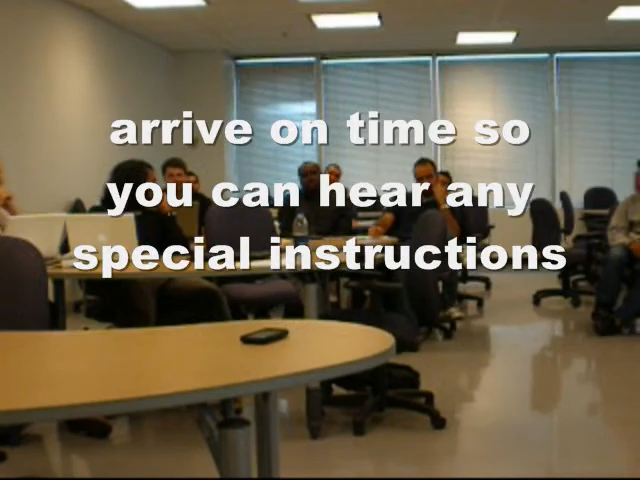 arrive on time so
you can hear any
special instructions